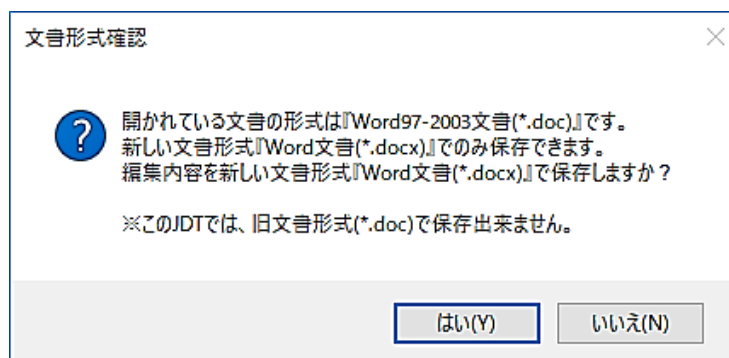 文書形式確認
開かれている文書の形式は『Word97-2003文書(*.doc)』です。
新しい文書形式『Word文書(*.docx)』でのみ保存できます。
編集内容を新しい文書形式『Word文書(*.docx)』で保存しますか？
※このJDTでは、旧文書形式(*.doc)で保存出来ません。
はい(Y)
いいえ(N)